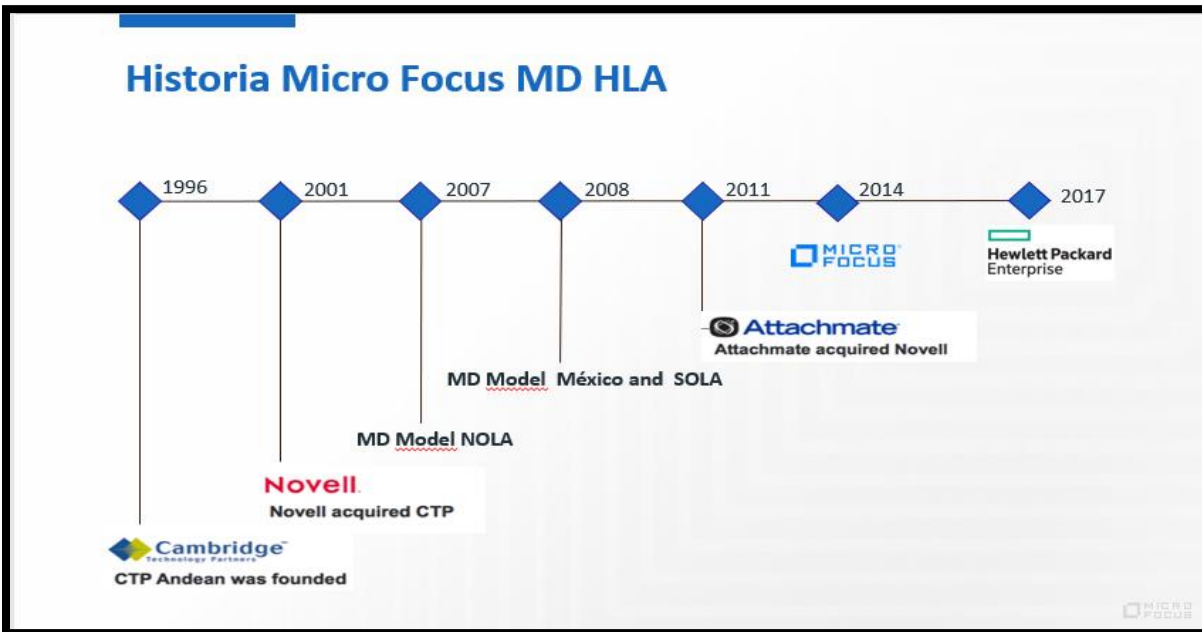 Historia Micro Focus MD HLA
1996
2001
2007
2008
2011
2014
2017
MICRO FOCUS
Hewlett Packard
Enterprise
Attachmate
Attachmate acquired Novell
MD Model México and SOLA
MD Model NOLA
Novell.
Novell acquired CTP
Cambridge
Technology Partners
CTP Andean was founded
MICRO FOCUS